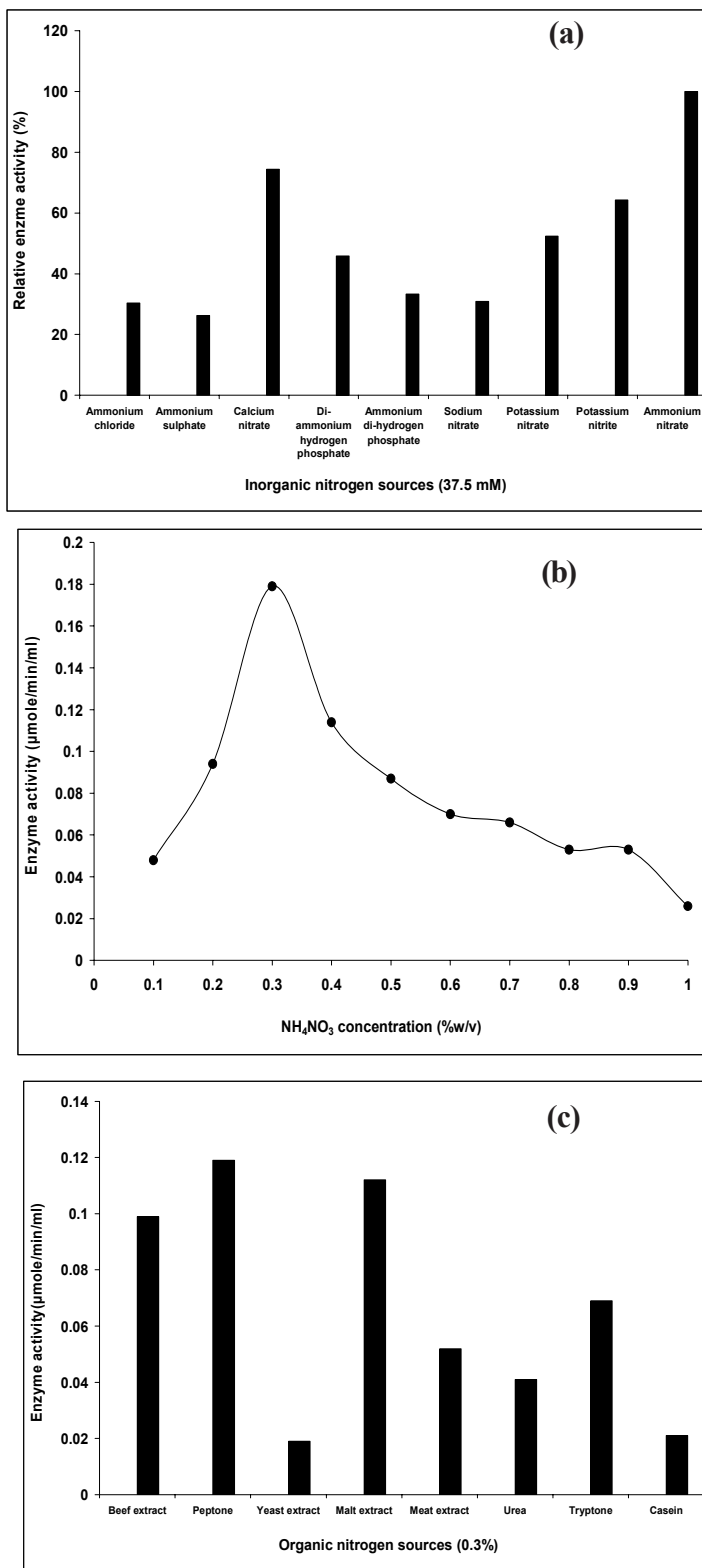 (a)
Relative enzme activity (%)
120
100
80
60
40
20
0
Ammonium chloride
Ammonium sulphate
Calcium nitrate
Di-ammonium hydrogen phosphate
Ammonium di-hydrogen phosphate
Sodium nitrate
Potassium nitrate
Potassium nitrite
Ammonium nitrate
Inorganic nitrogen sources (37.5 mM)
(b)
Enzyme activity (µmole/min/ml)
0.2
0.18
0.16
0.14
0.12
0.1
0.08
0.06
0.04
0.02
0
0 0.1 0.2 0.3 0.4 0.5 0.6 0.7 0.8 0.9 1
NH₄NO₃ concentration (%w/v)
(c)
Enzyme activity(µmole/min/ml)
0.14
0.12
0.1
0.08
0.06
0.04
0.02
0
Beef extract Peptone Yeast extract Malt extract Meat extract Urea Tryptone Casein
Organic nitrogen sources (0.3%)